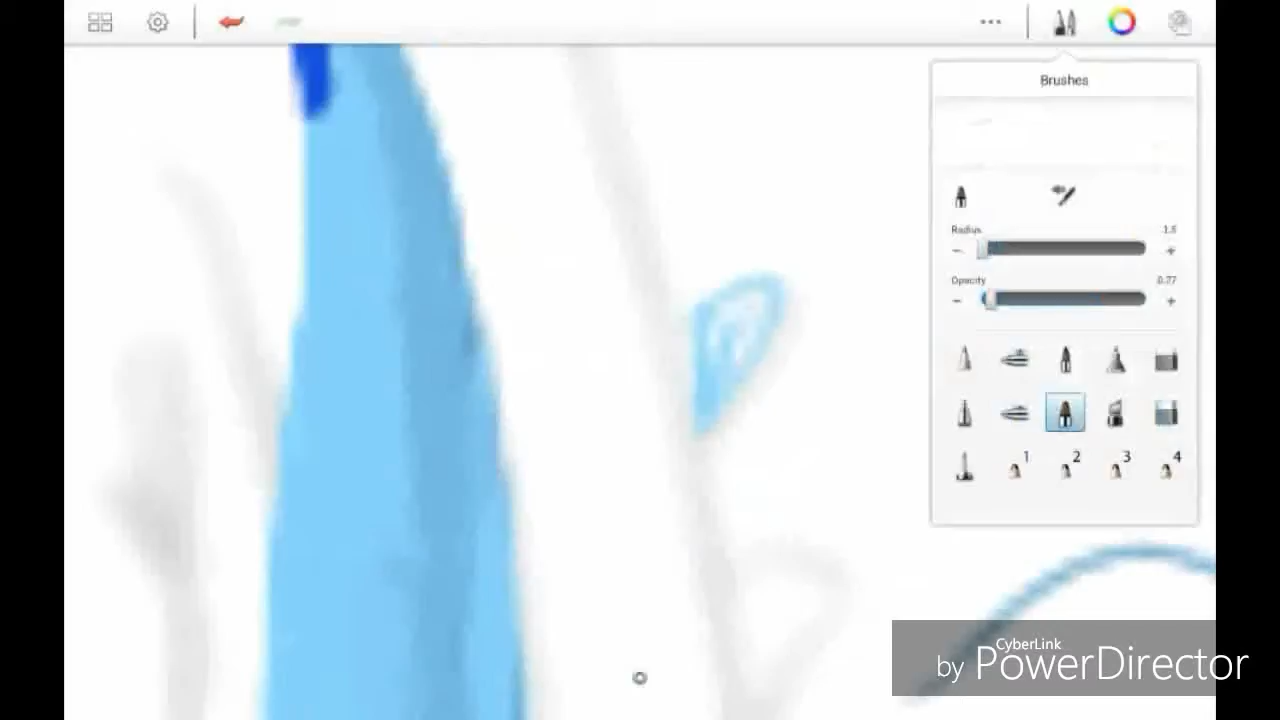 Brushes
Radius 1.5
- +
Opacity 0.77
- +
1 2 3 4
CyberLink
by PowerDirector